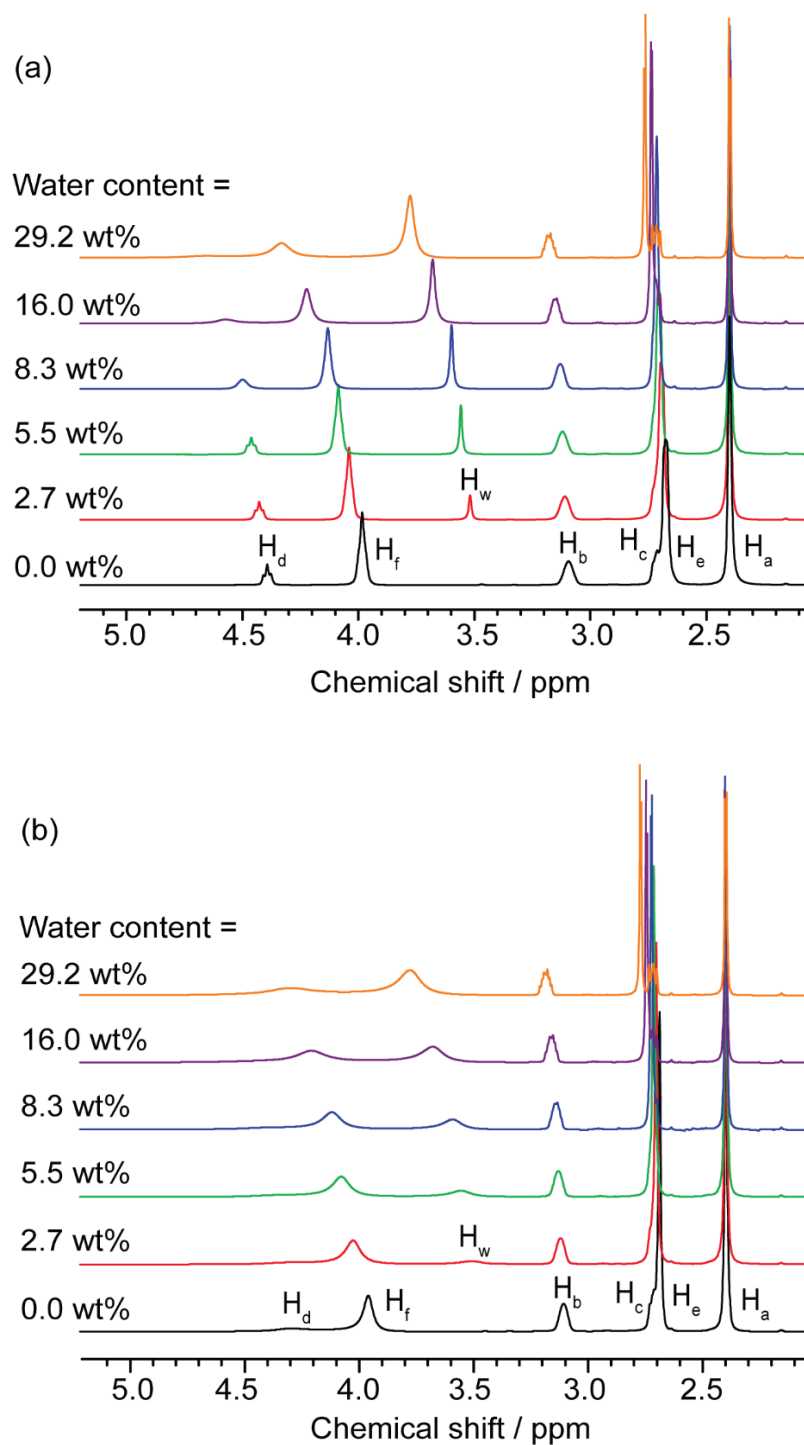 (a)
Water content =
29.2 wt%
16.0 wt%
8.3 wt%
5.5 wt%
2.7 wt%
H_w
0.0 wt%
H_d H_f H_b H_c H_e H_a
5.0 4.5 4.0 3.5 3.0 2.5
Chemical shift / ppm
(b)
Water content =
29.2 wt%
16.0 wt%
8.3 wt%
5.5 wt%
2.7 wt%
H_w
0.0 wt%
H_d H_f H_b H_c H_e H_a
5.0 4.5 4.0 3.5 3.0 2.5
Chemical shift / ppm